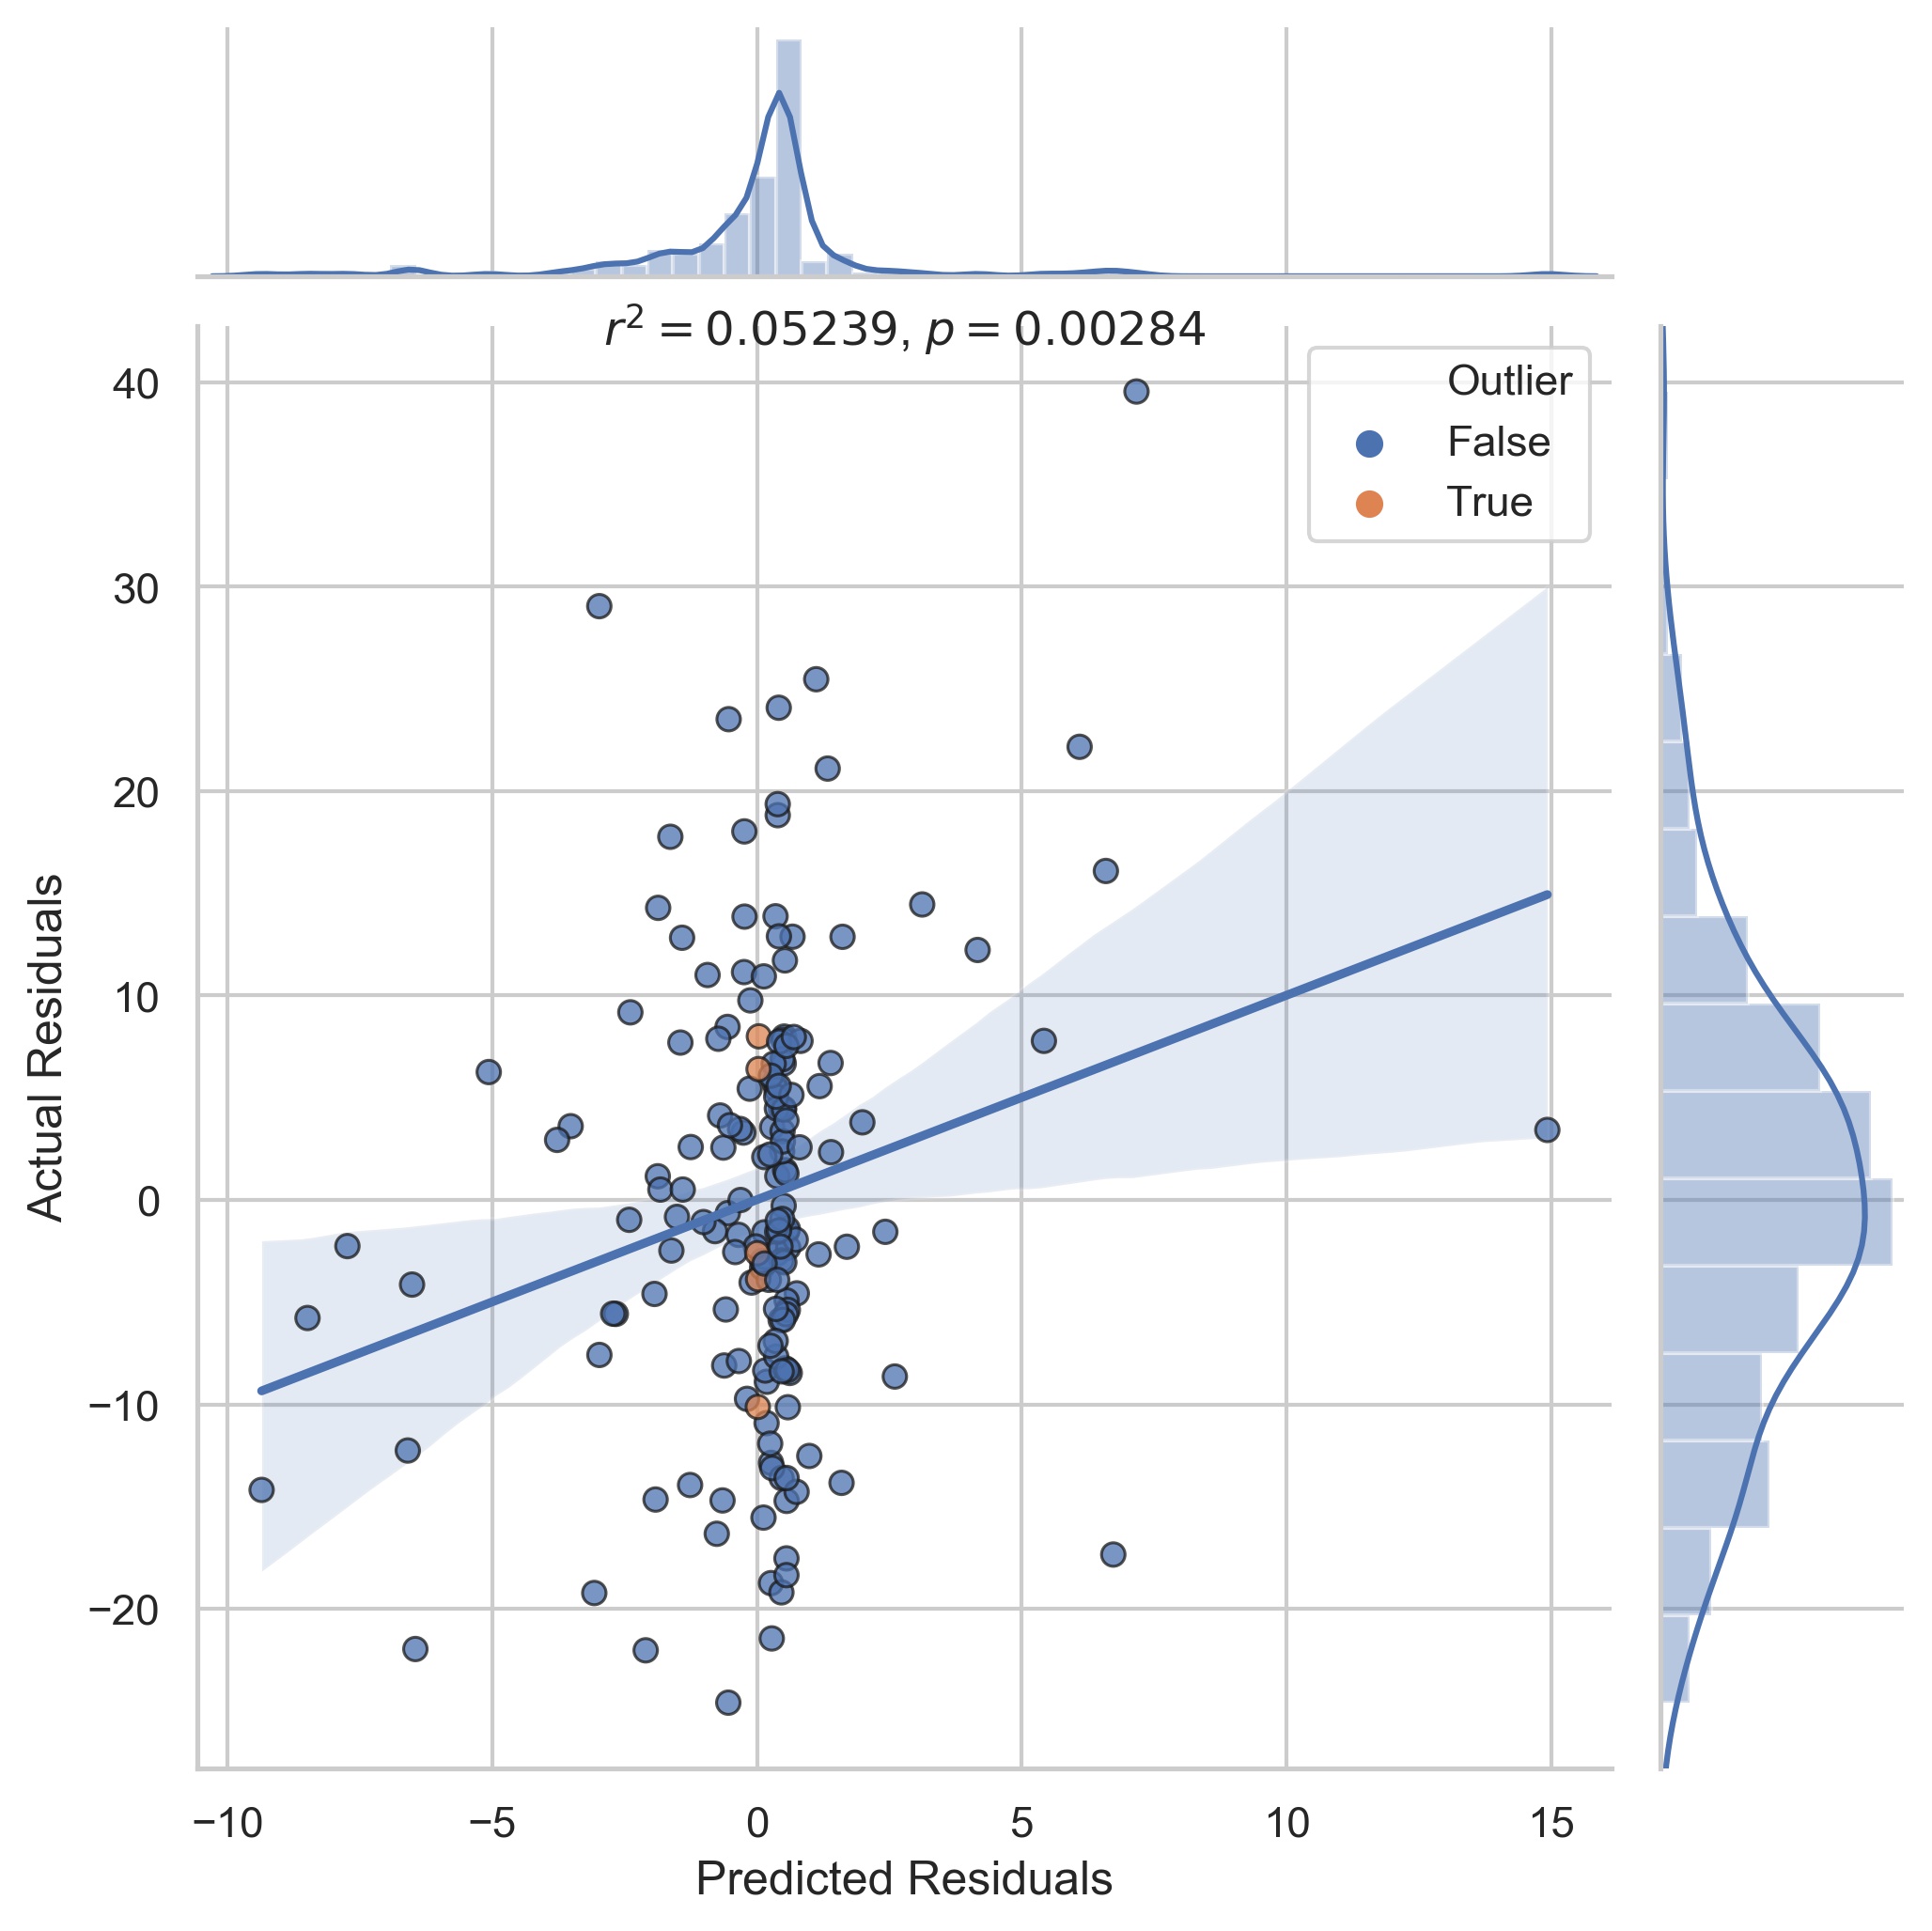 r² = 0.05239, p = 0.00284
Outlier
False
True
40
30
20
10
0
−10
−20
Actual Residuals
−10 −5 0 5 10 15
Predicted Residuals